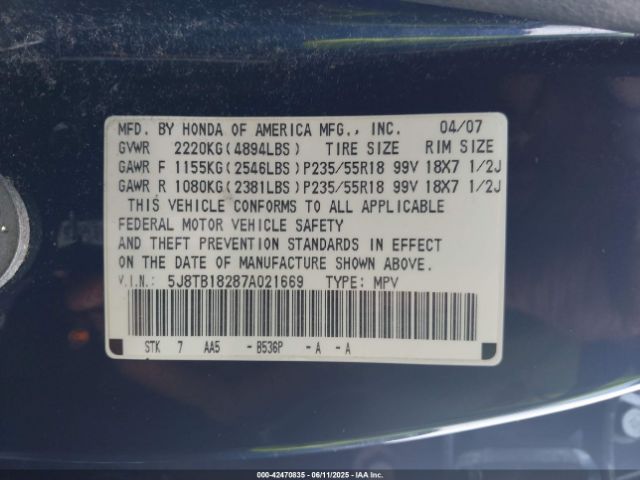 MFD. BY HONDA OF AMERICA MFG., INC. 04/07
GVWR 2220KG(4894LBS) TIRE SIZE RIM SIZE
GAWR F 1155KG(2546LBS)P235/55R18 99V 18X7 1/2J
GAWR R 1080KG(2381LBS)P235/55R18 99V 18X7 1/2J
THIS VEHICLE CONFORMS TO ALL APPLICABLE
FEDERAL MOTOR VEHICLE SAFETY
AND THEFT PREVENTION STANDARDS IN EFFECT
ON THE DATE OF MANUFACTURE SHOWN ABOVE.
V.I.N.: 5J8TB18287A021669 TYPE: MPV
STK 7 AA5 - B536P - A - A
000-42470835 - 06/11/2025 - IAA Inc.